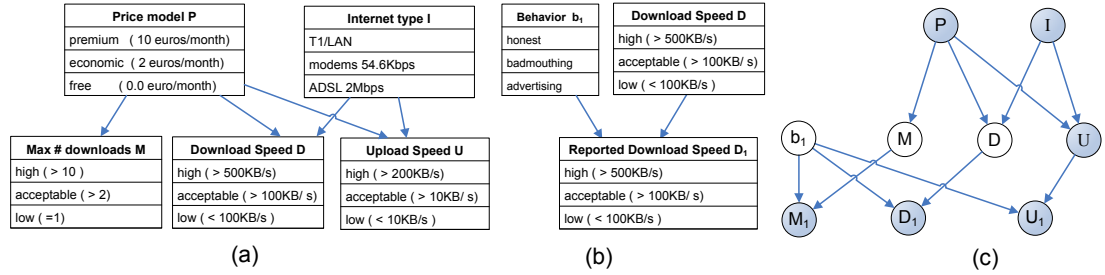 Price model P
premium ( 10 euros/month)
economic ( 2 euros/month)
free ( 0.0 euro/month)
Internet type I
T1/LAN
modems 54.6Kbps
ADSL 2Mbps
Max # downloads M
high ( > 10 )
acceptable ( > 2)
low ( =1)
Download Speed D
high ( > 500KB/s)
acceptable ( > 100KB/ s)
low ( < 100KB/s )
Upload Speed U
high ( > 200KB/s)
acceptable ( > 10KB/ s)
low ( < 10KB/s )
(a)
Behavior b₁
honest
badmouthing
advertising
Download Speed D
high ( > 500KB/s)
acceptable ( > 100KB/ s)
low ( < 100KB/s )
Reported Download Speed D₁
high ( > 500KB/s)
acceptable ( > 100KB/ s)
low ( < 100KB/s )
(b)
P
I
b₁
M
D
U
M₁
D₁
U₁
(c)